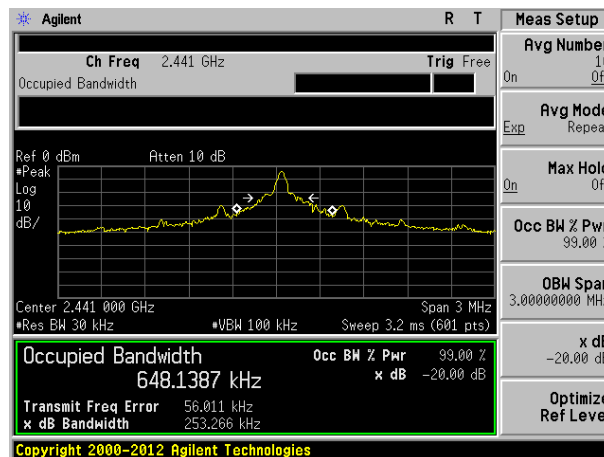 Agilent R T
Ch Freq 2.441 GHz Trig Free
Occupied Bandwidth
Ref 0 dBm Atten 10 dB
#Peak
Log
10
dB/
Center 2.441 000 GHz Span 3 MHz
#Res BW 30 kHz #VBW 100 kHz Sweep 3.2 ms (601 pts)
Occupied Bandwidth
648.1387 kHz
Occ BW % Pwr 99.00 %
x dB -20.00 dB
Transmit Freq Error 56.011 kHz
x dB Bandwidth 253.266 kHz
Copyright 2000-2012 Agilent Technologies
Meas Setup
Avg Number
On
Avg Mode
Exp Repea
Max Hold
On Of
Occ BW % Pwr
99.00
OBW Span
3.00000000 MH
x dB
-20.00 dB
Optimize
Ref Level